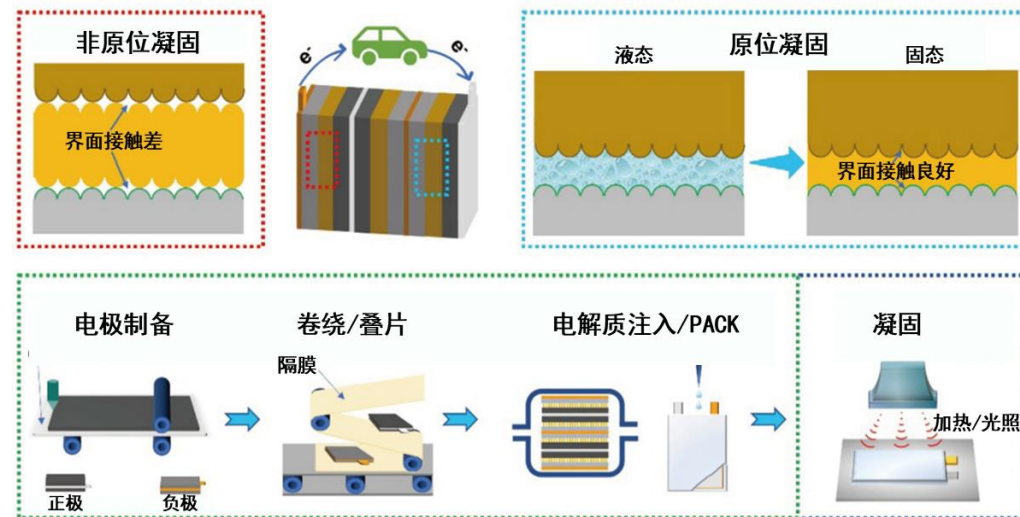 非原位凝固
界面接触差
e-
e-
原位凝固
液态
固态
界面接触良好
电极制备
卷绕/叠片
电解质注入/PACK
凝固
隔膜
加热/光照
正极
负极